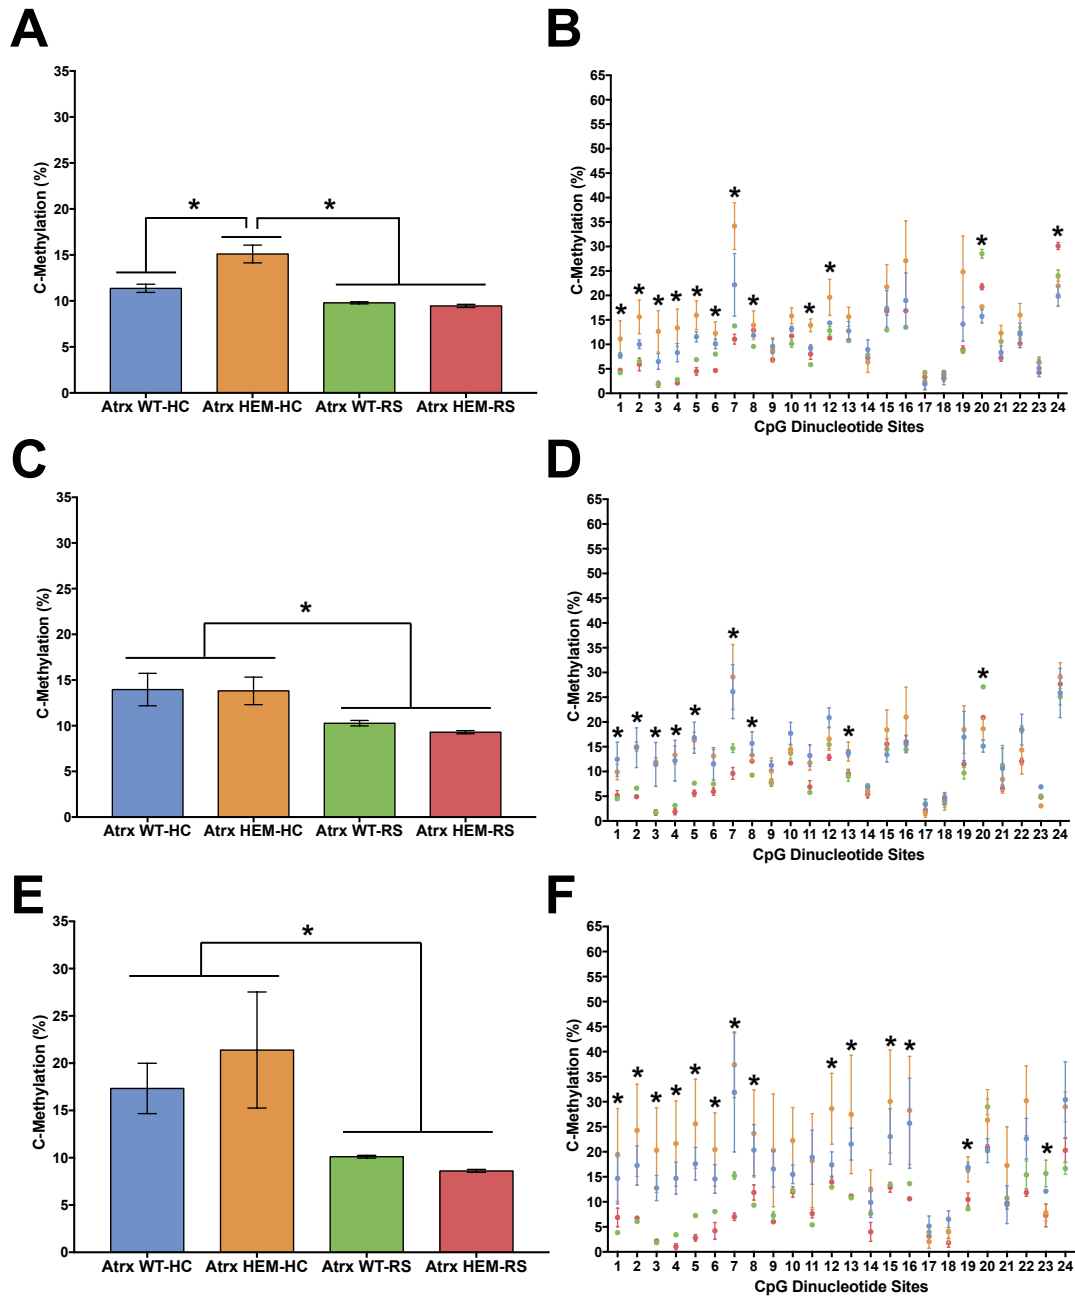 A
35
30
25
20
15
10
5
0
C-Methylation (%)
* *
Atrx WT-HC Atrx HEM-HC Atrx WT-RS Atrx HEM-RS
B
65
60
55
50
45
40
35
30
25
20
15
10
5
0
C-Methylation (%)
* * * * * * * * * * * *
1 2 3 4 5 6 7 8 9 10 11 12 13 14 15 16 17 18 19 20 21 22 23 24
CpG Dinucleotide Sites
C
35
30
25
20
15
10
5
0
C-Methylation (%)
*
Atrx WT-HC Atrx HEM-HC Atrx WT-RS Atrx HEM-RS
D
65
60
55
50
45
40
35
30
25
20
15
10
5
0
C-Methylation (%)
* * * * * * * * *
1 2 3 4 5 6 7 8 9 10 11 12 13 14 15 16 17 18 19 20 21 22 23 24
CpG Dinucleotide Sites
E
35
30
25
20
15
10
5
0
C-Methylation (%)
*
Atrx WT-HC Atrx HEM-HC Atrx WT-RS Atrx HEM-RS
F
65
60
55
50
45
40
35
30
25
20
15
10
5
0
C-Methylation (%)
* * * * * * * * * * * * * *
1 2 3 4 5 6 7 8 9 10 11 12 13 14 15 16 17 18 19 20 21 22 23 24
CpG Dinucleotide Sites